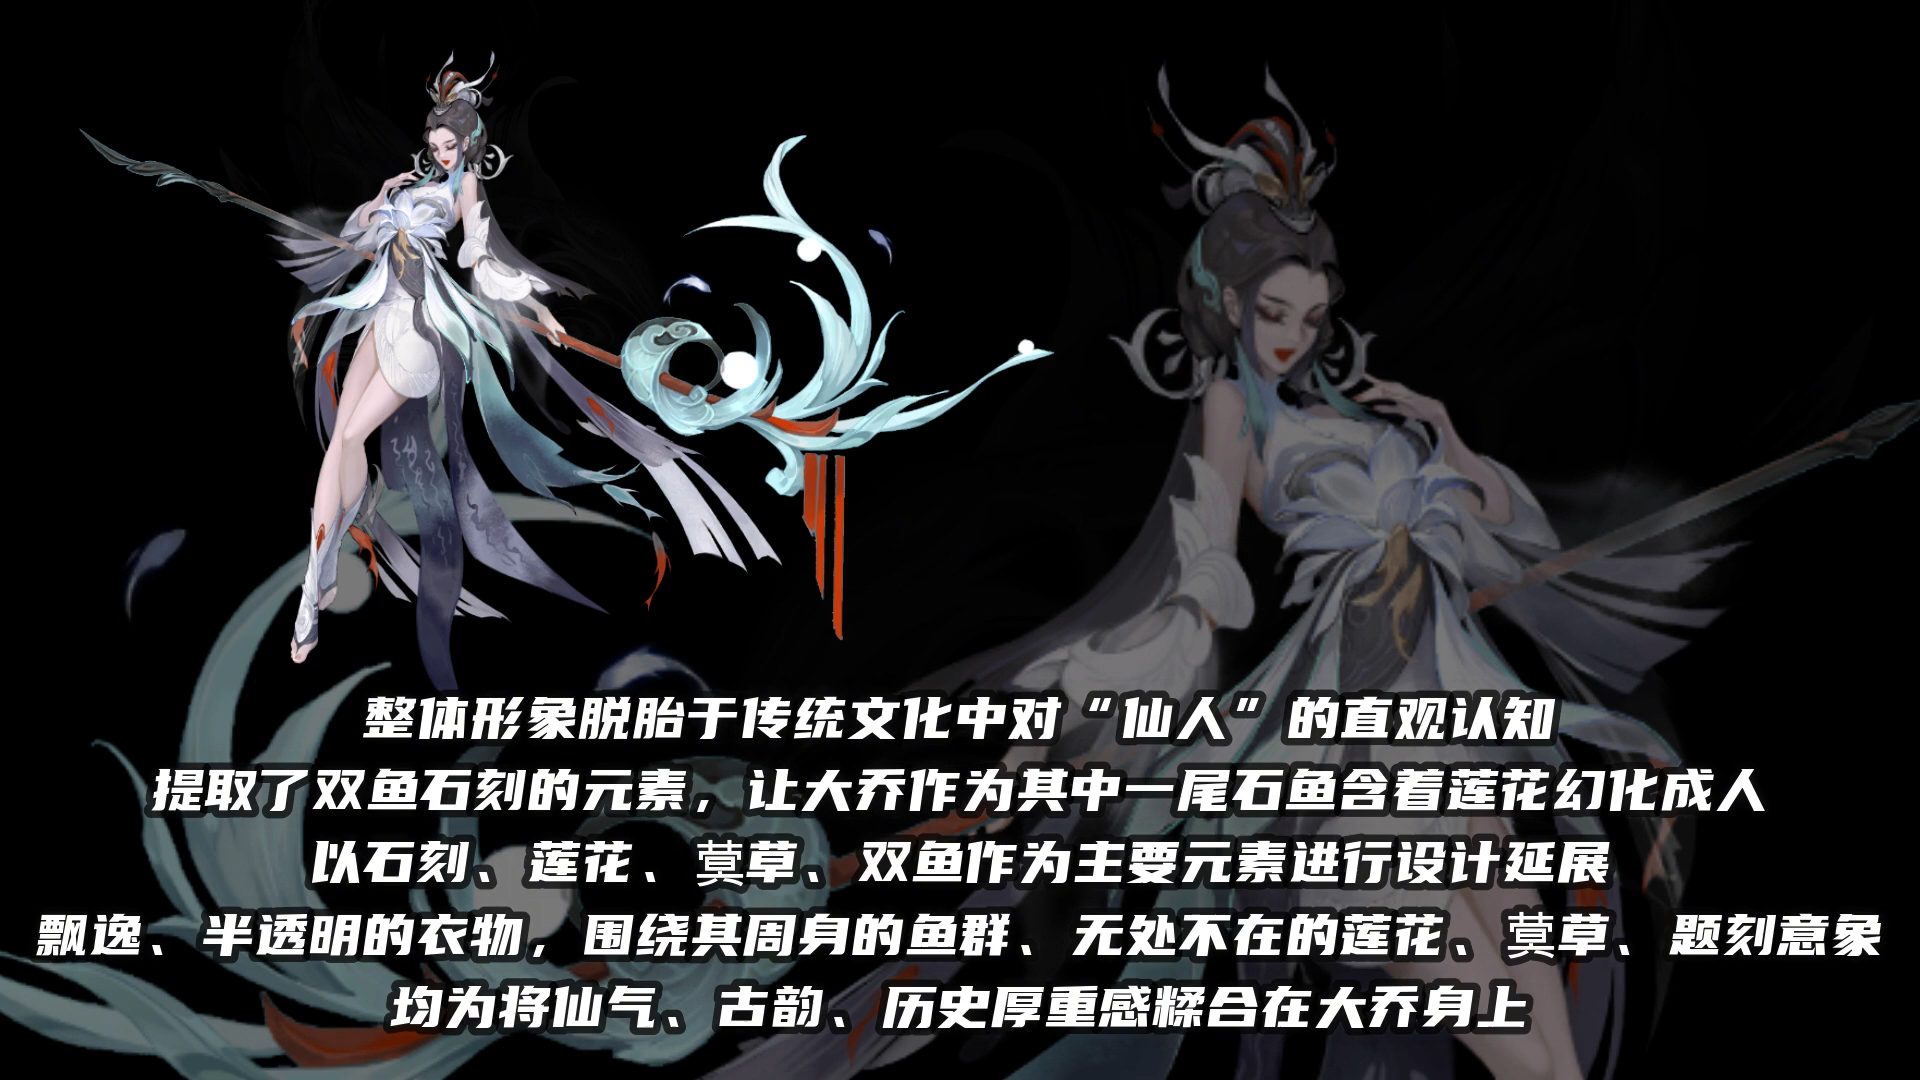 整体形象脱胎于传统文化中对“仙人”的直观认知
提取了双鱼石刻的元素，让大乔作为其中一尾石鱼含着莲花幻化成人
以石刻、莲花、蓂草、双鱼作为主要元素进行设计延展
飘逸、半透明的衣物，围绕其周身的鱼群、无处不在的莲花、蓂草、题刻意象
均为将仙气、古韵、历史厚重感糅合在大乔身上